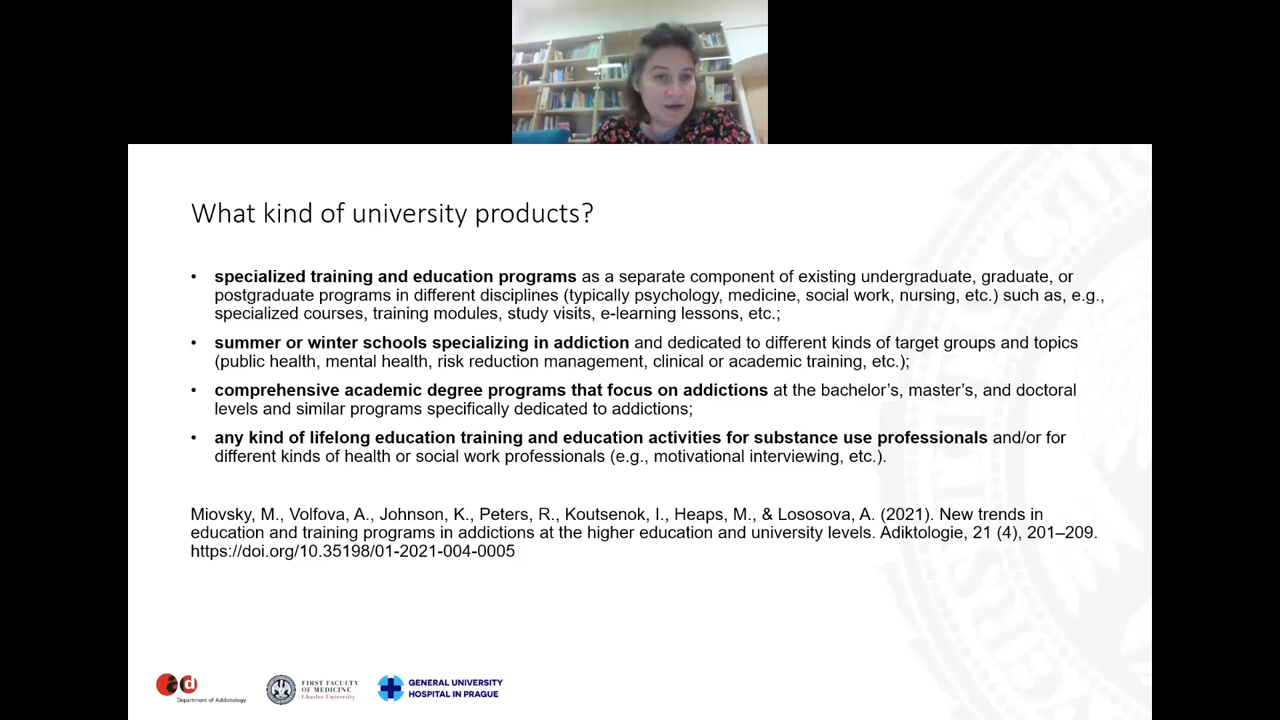 What kind of university products?
• specialized training and education programs as a separate component of existing undergraduate, graduate, or
postgraduate programs in different disciplines (typically psychology, medicine, social work, nursing, etc.) such as, e.g.,
specialized courses, training modules, study visits, e-learning lessons, etc.;
• summer or winter schools specializing in addiction and dedicated to different kinds of target groups and topics
(public health, mental health, risk reduction management, clinical or academic training, etc.);
• comprehensive academic degree programs that focus on addictions at the bachelor’s, master’s, and doctoral
levels and similar programs specifically dedicated to addictions;
• any kind of lifelong education training and education activities for substance use professionals and/or for
different kinds of health or social work professionals (e.g., motivational interviewing, etc.).
Miovsky, M., Volfova, A., Johnson, K., Peters, R., Koutsenok, I., Heaps, M., & Lososova, A. (2021). New trends in
education and training programs in addictions at the higher education and university levels. Adiktologie, 21 (4), 201–209.
https://doi.org/10.35198/01-2021-004-0005
ad
Department of Addictology
FIRST FACULTY
OF MEDICINE
Charles University
GENERAL UNIVERSITY
HOSPITAL IN PRAGUE